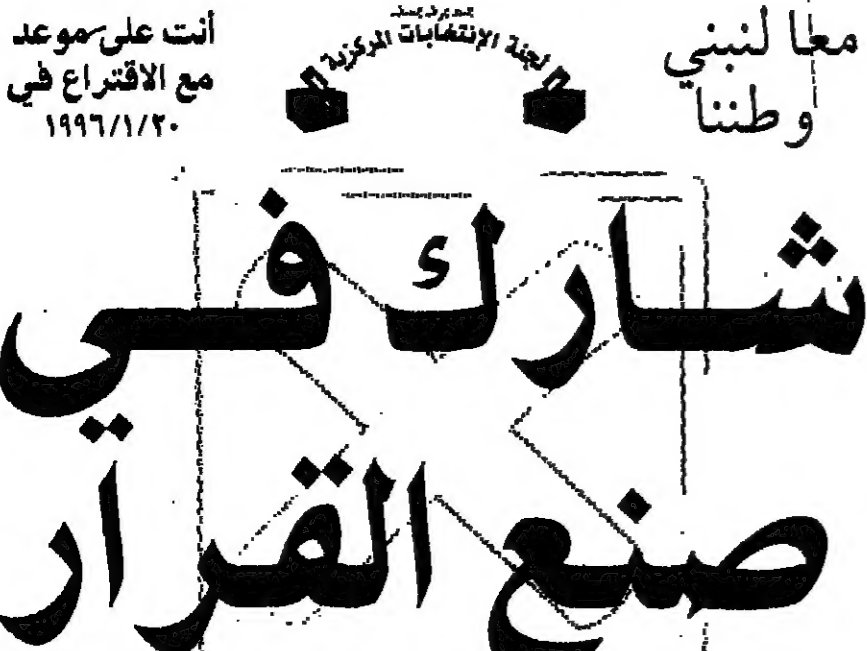 معا لنبني
وطننا
لجنة الإنتخابات المركزية
أنت على موعد
مع الاقتراع في
١٩٩٦/١/٢٠
شارك في
صنع القرار